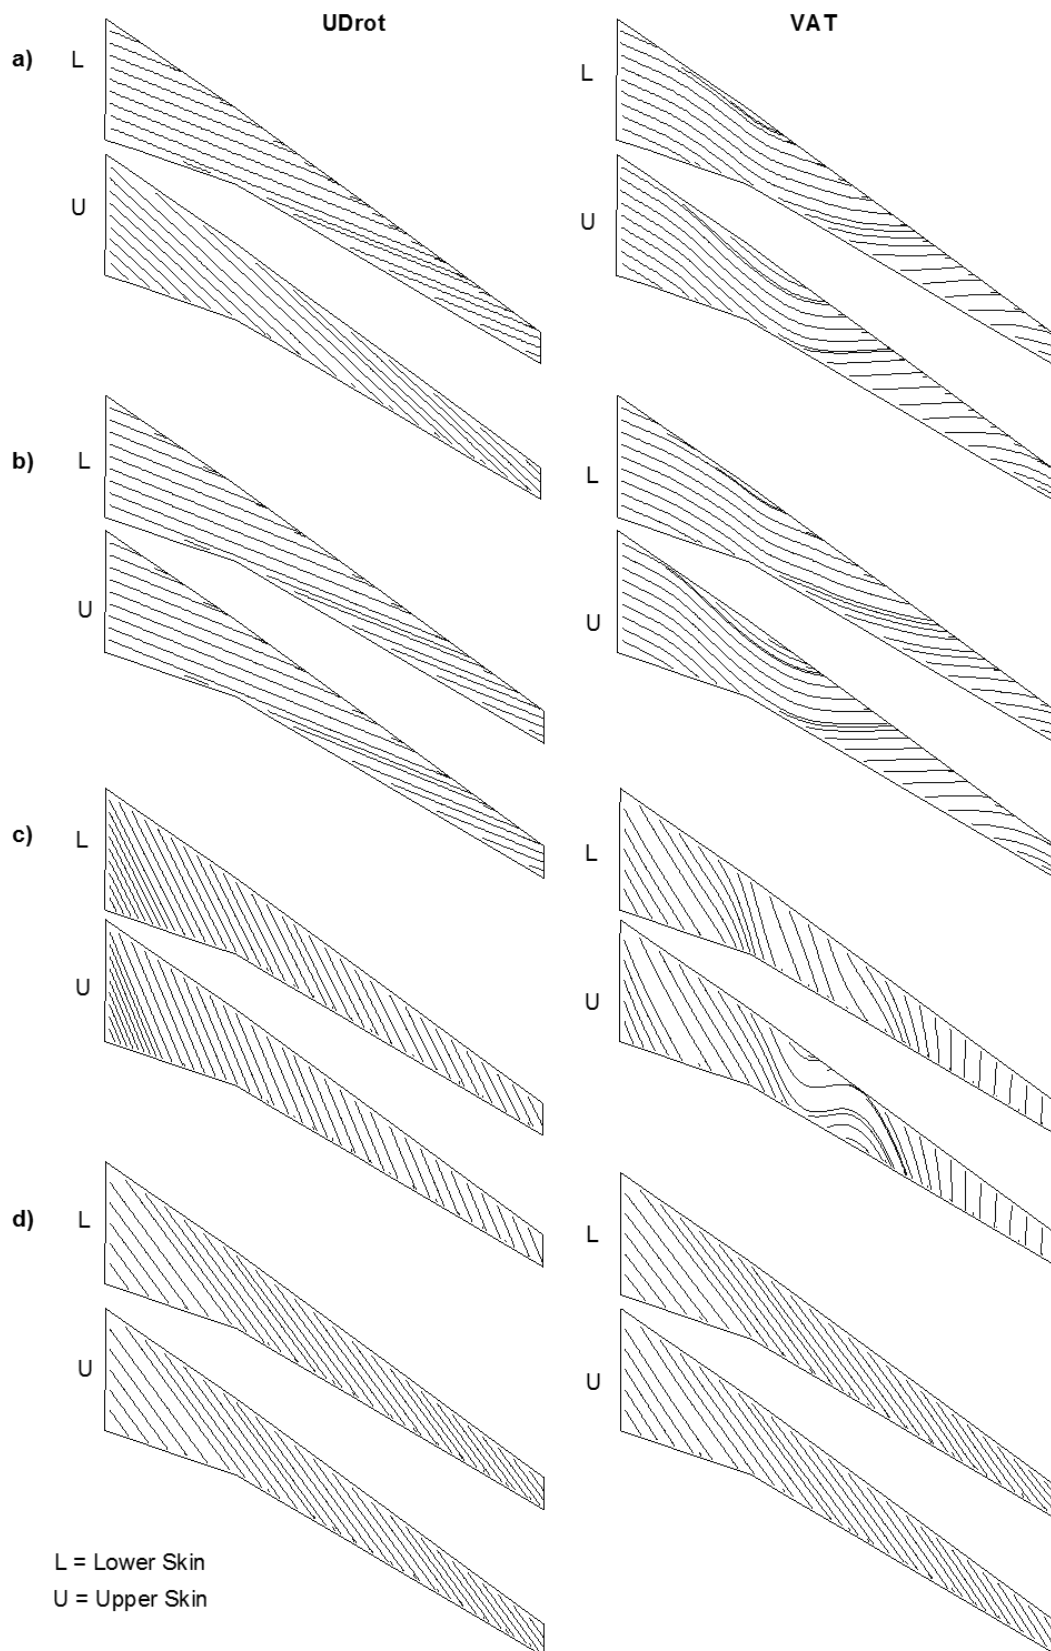 UDrot VAT
a) L L
U U
b) L L
U U
c) L L
U U
d) L L
U U
L = Lower Skin
U = Upper Skin